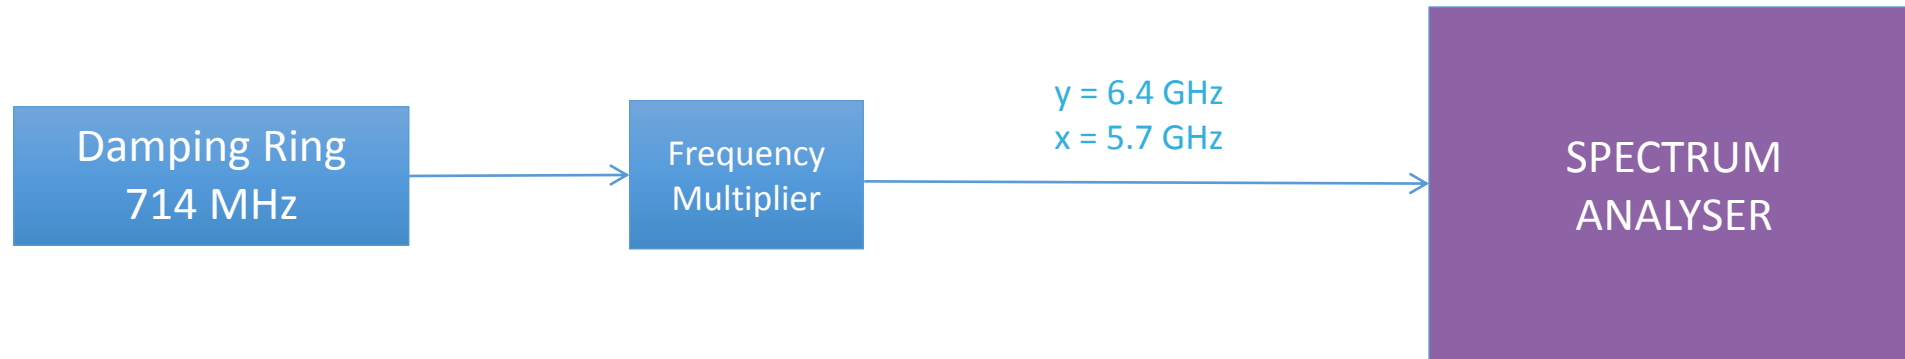 Damping Ring
714 MHz
Frequency
Multiplier
y = 6.4 GHz
x = 5.7 GHz
SPECTRUM
ANALYSER